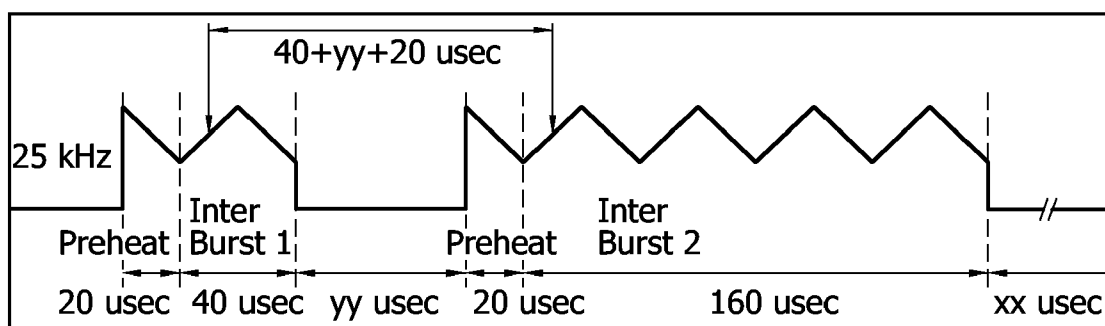 40+yy+20 usec
25 kHz
Inter
Inter
Preheat Burst 1
Preheat
Burst 2
20 usec
40 usec
yy usec
20 usec
160 usec
xx usec